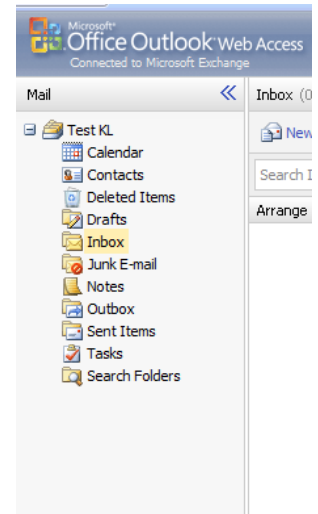 Microsoft®
Office Outlook® Web Access
Connected to Microsoft Exchange
Mail
Inbox (0
Test KL
New
Calendar
Contacts
Search I
Deleted Items
Arrange
Drafts
Inbox
Junk E-mail
Notes
Outbox
Sent Items
Tasks
Search Folders